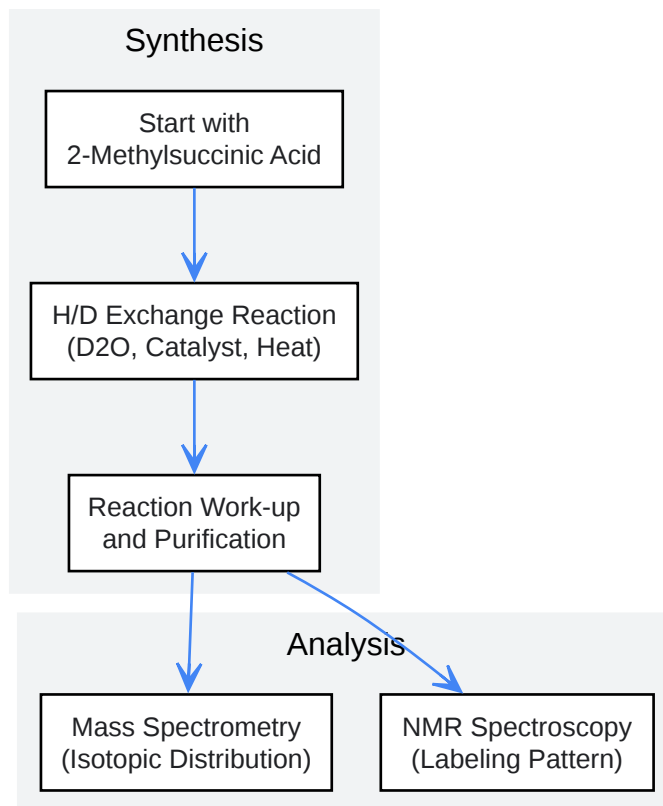 Synthesis
Start with
2-Methylsuccinic Acid
H/D Exchange Reaction
(D2O, Catalyst, Heat)
Reaction Work-up
and Purification
Analysis
Mass Spectrometry
(Isotopic Distribution)
NMR Spectroscopy
(Labeling Pattern)